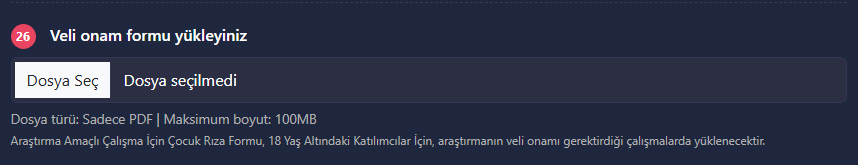 26 Veli onam formu yükleyiniz
Dosya Seç Dosya seçilmedi
Dosya türü: Sadece PDF | Maksimum boyut: 100MB
Araştırma Amaçlı Çalışma İçin Çocuk Rıza Formu, 18 Yaş Altındaki Katılımcılar İçin, araştırmanın veli onamı gerektirdiği çalışmalarda yüklenecektir.